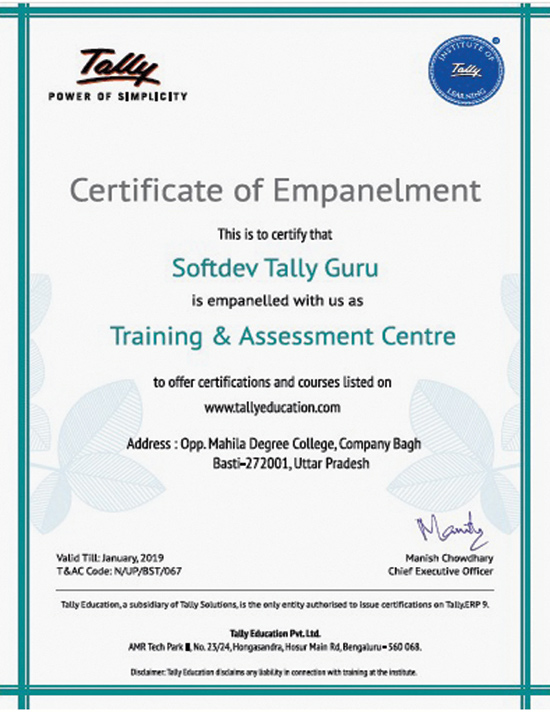 Tally
POWER OF SIMPLICITY
INSTITUTE OF
Tally
LEARNING
Certificate of Empanelment
This is to certify that
Softdev Tally Guru
is empanelled with us as
Training & Assessment Centre
to offer certifications and courses listed on
www.tallyeducation.com
Address : Opp. Mahila Degree College, Company Bagh
Basti-272001, Uttar Pradesh
Manish Chowdhary
Chief Executive Officer
Valid Till: January, 2019
T&AC Code: N/UP/BST/067
Tally Education, a subsidiary of Tally Solutions, is the only entity authorised to issue certifications on Tally.ERP 9.
Tally Education Pvt. Ltd.
AMR Tech Park, No. 23/24, Hongasandra, Hosur Main Rd, Bengaluru-560 068.
Disclaimer: Tally Education disclaims any liability in connection with training at the institute.